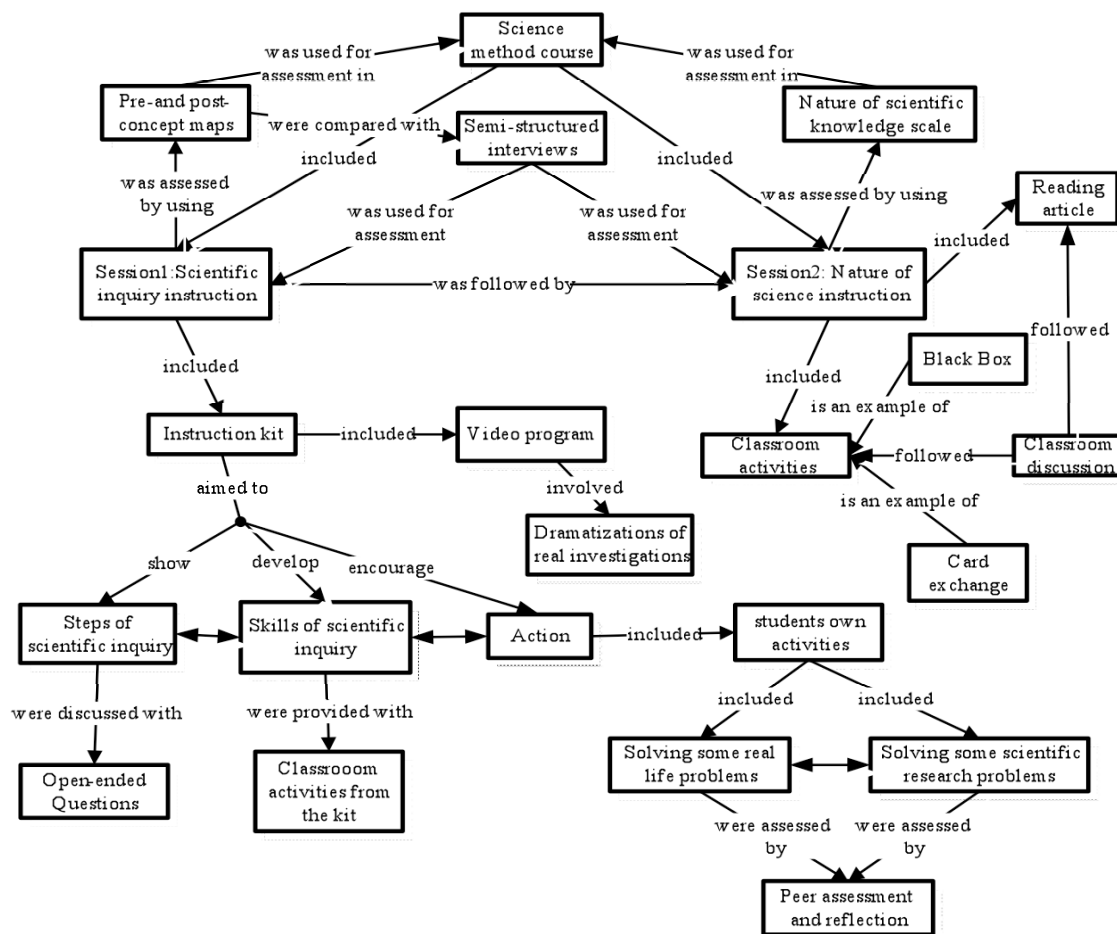 Science
method course
was used for
assessment in
was used for
assessment in
Pre-and post-
concept maps
Nature of scientific
knowledge scale
were compared with
Semi-structured
interviews
included
included
was assessed
by using
was assessed by using
Reading
article
was used for
assessment
was used for
assessment
included
Session1:Scientific
inquiry instruction
was followed by
Session2: Nature of
science instruction
followed
included
included
Black Box
is an example of
Instruction kit
included
Video program
Classroom
activities
followed
Classroom
discussion
aimed to
involved
is an example of
Dramatizations of
real investigations
Card
exchange
show
develop
encourage
Steps of
scientific inquiry
Skills of scientific
inquiry
Action
included
students own
activities
were discussed with
were provided with
included
included
Open-ended
Questions
Classrooom
activities from
the kit
Solving some real
life problems
Solving some scientific
research problems
were assessed
by
were assessed
by
Peer assessment
and reflection